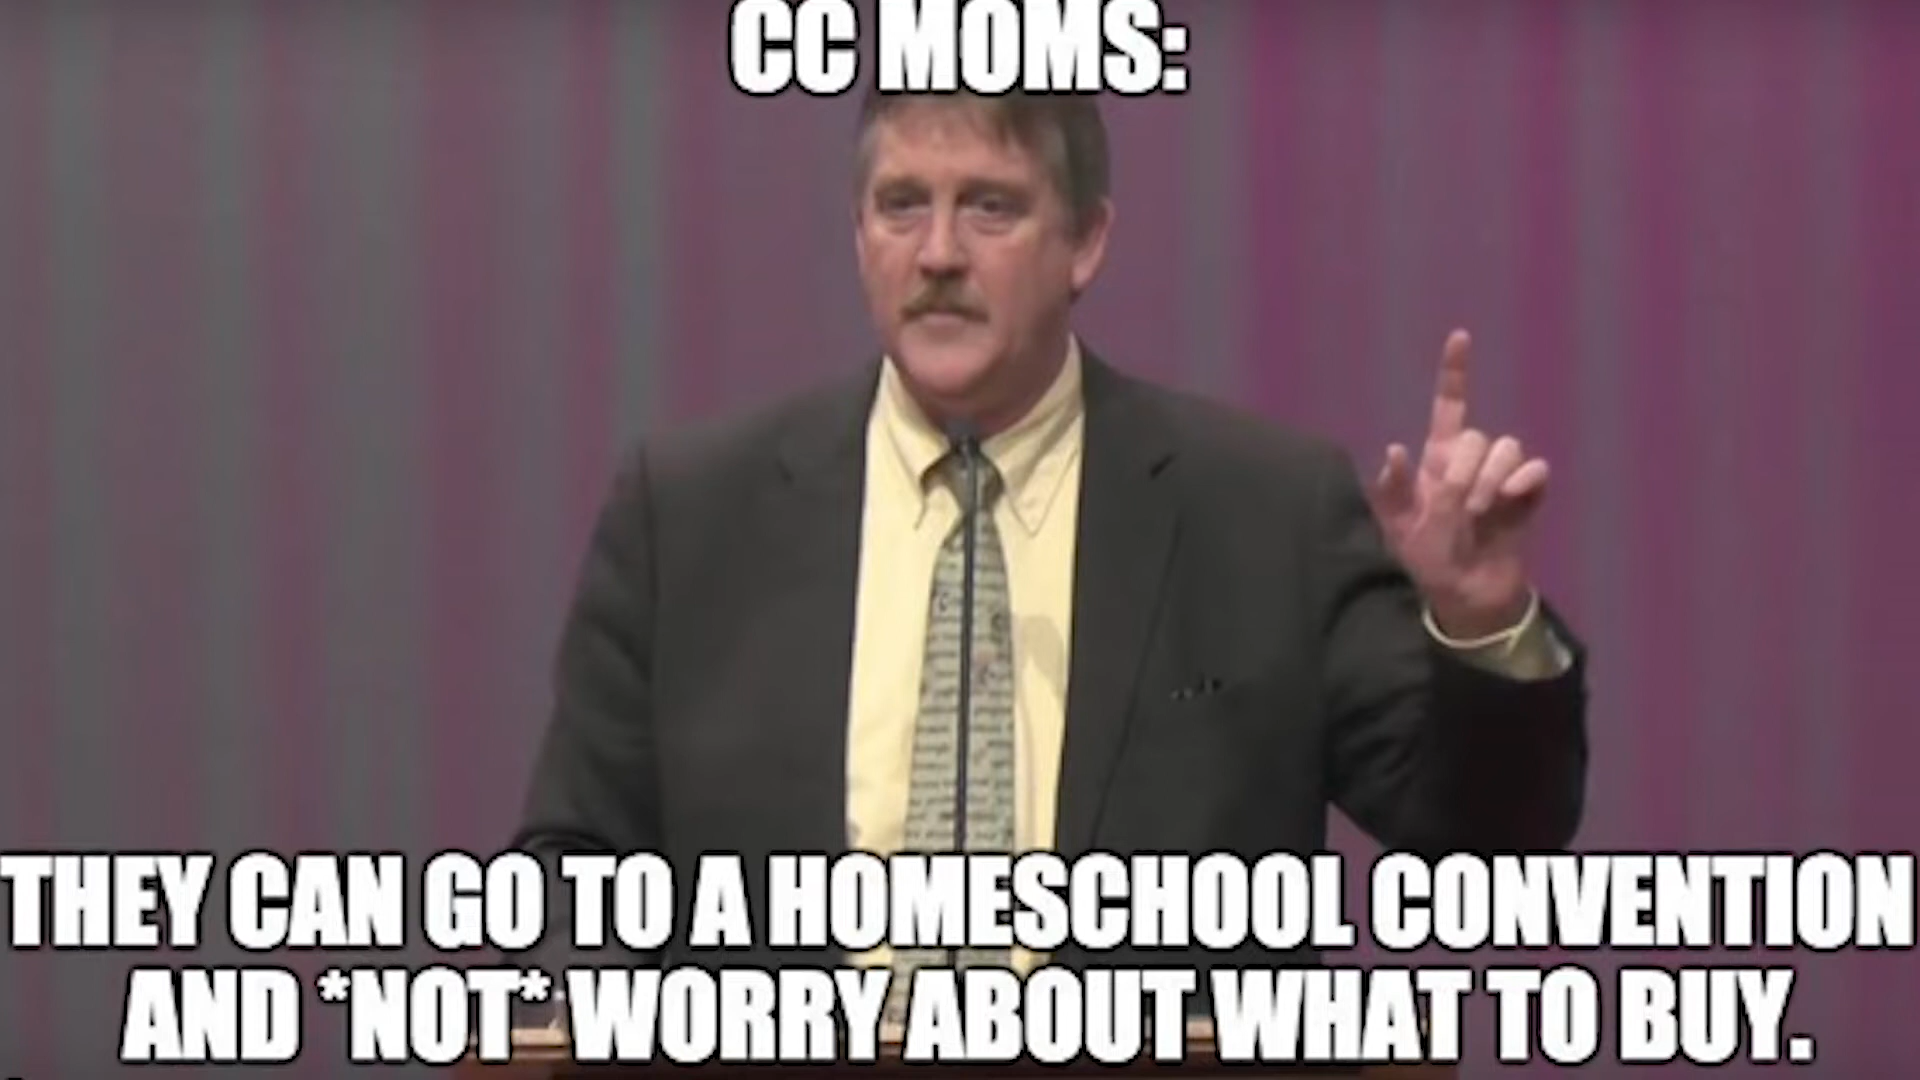 CC MOMS:
THEY CAN GO TO A HOMESCHOOL CONVENTION
AND *NOT* WORRY ABOUT WHAT TO BUY.